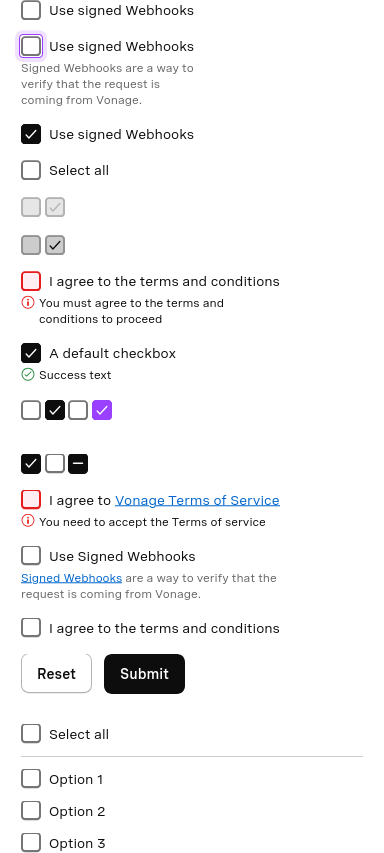 Use signed Webhooks
Use signed Webhooks
Signed Webhooks are a way to
verify that the request is
coming from Vonage.
Use signed Webhooks
Select all
I agree to the terms and conditions
You must agree to the terms and
conditions to proceed
A default checkbox
Success text
I agree to Vonage Terms of Service
You need to accept the Terms of service
Use Signed Webhooks
Signed Webhooks are a way to verify that the
request is coming from Vonage.
I agree to the terms and conditions
Reset Submit
Select all
Option 1
Option 2
Option 3